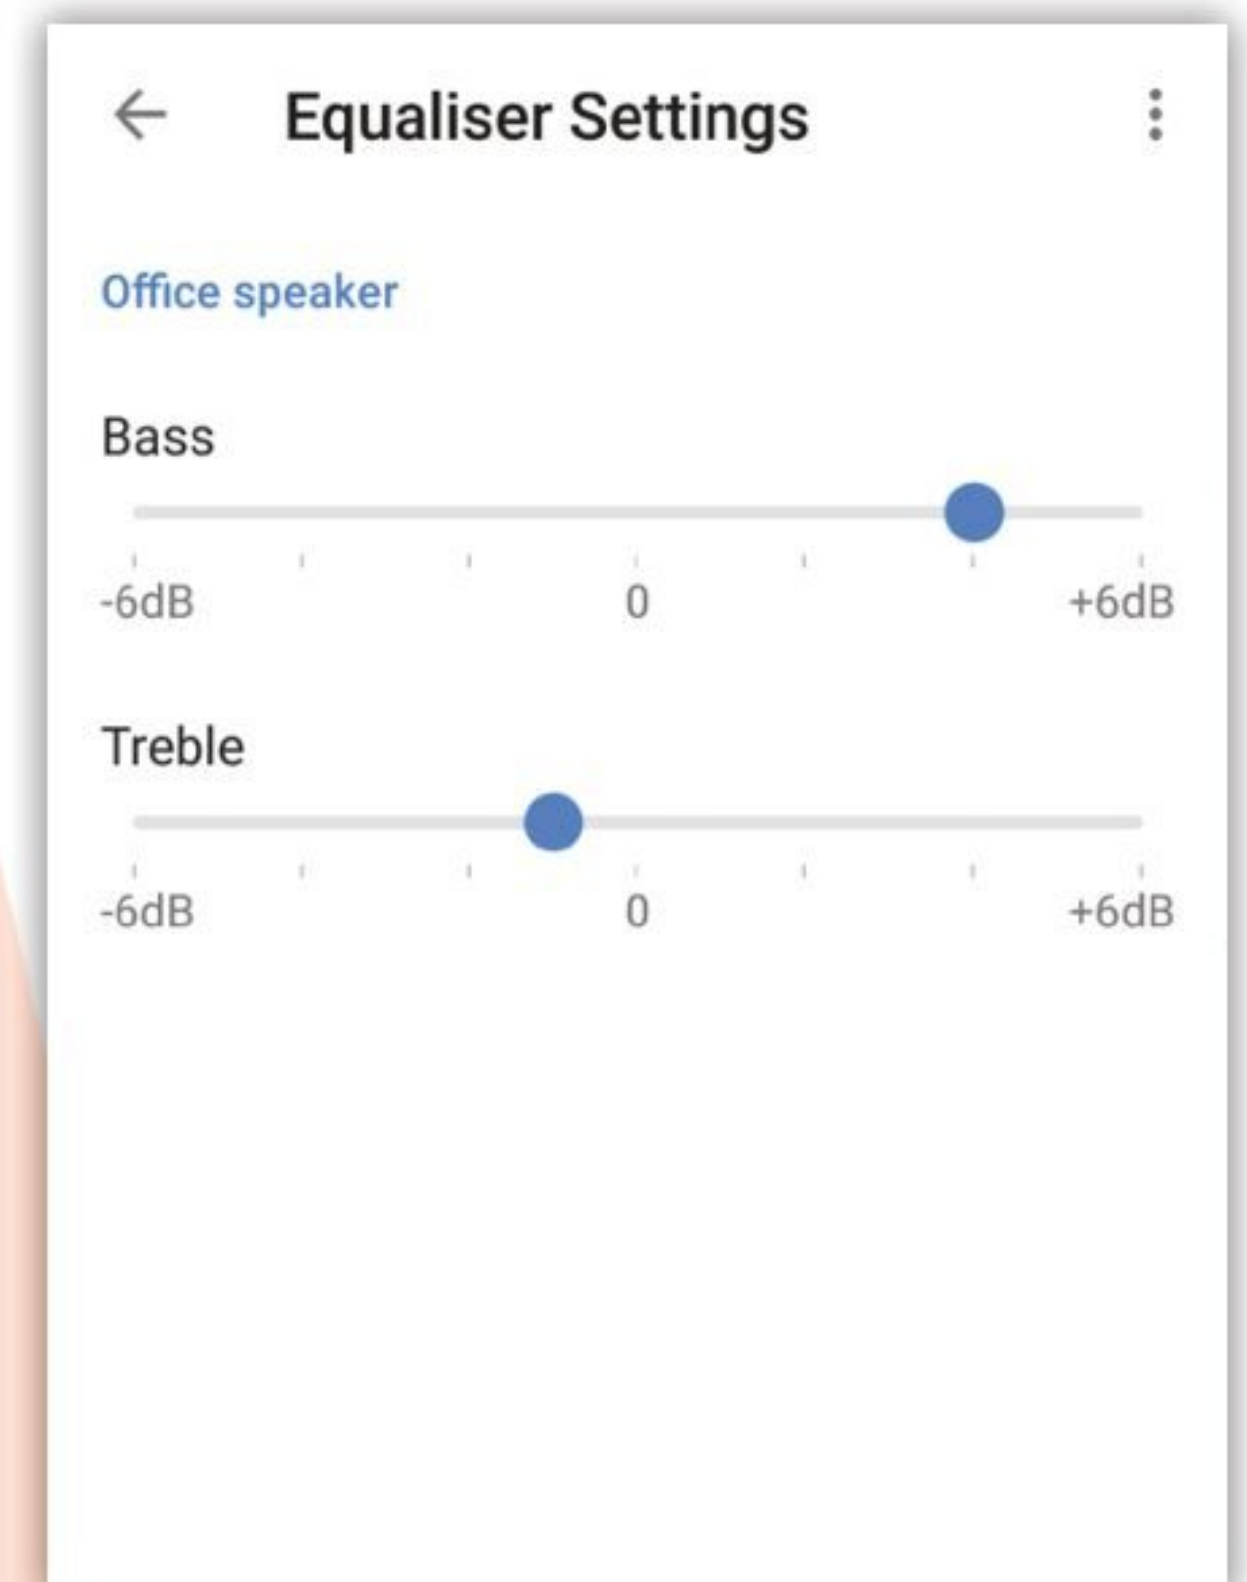 Equaliser Settings
Office speaker
Bass
-6dB 0 +6dB
Treble
-6dB 0 +6dB